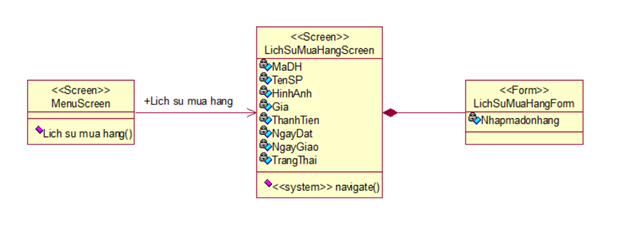 <<Screen>>
MenuScreen
Lich su mua hang()
+Lich su mua hang
<<Screen>>
LichSuMuaHangScreen
MaDH
TenSP
HinhAnh
Gia
ThanhTien
NgayDat
NgayGiao
TrangThai
<<system>> navigate()
<<Form>>
LichSuMuaHangForm
Nhapmadonhang